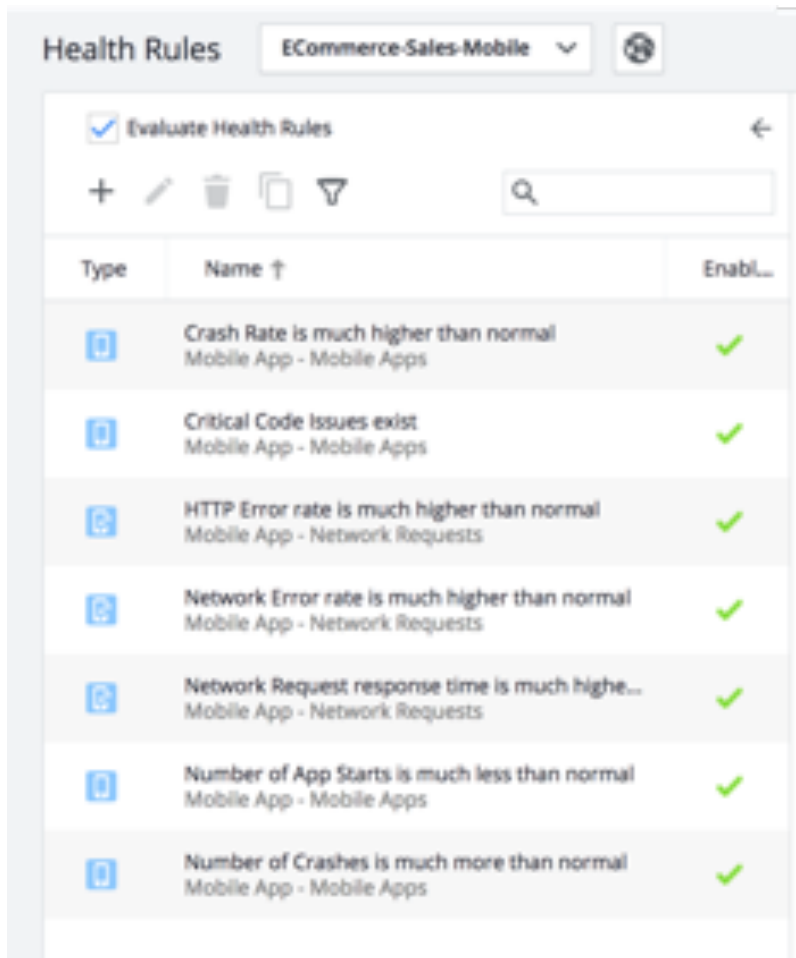 Health Rules
ECommerce-Sales-Mobile
Evaluate Health Rules
Type Name ↑ Enabl...
Crash Rate is much higher than normal
Mobile App - Mobile Apps
Critical Code Issues exist
Mobile App - Mobile Apps
HTTP Error rate is much higher than normal
Mobile App - Network Requests
Network Error rate is much higher than normal
Mobile App - Network Requests
Network Request response time is much highe...
Mobile App - Network Requests
Number of App Starts is much less than normal
Mobile App - Mobile Apps
Number of Crashes is much more than normal
Mobile App - Mobile Apps